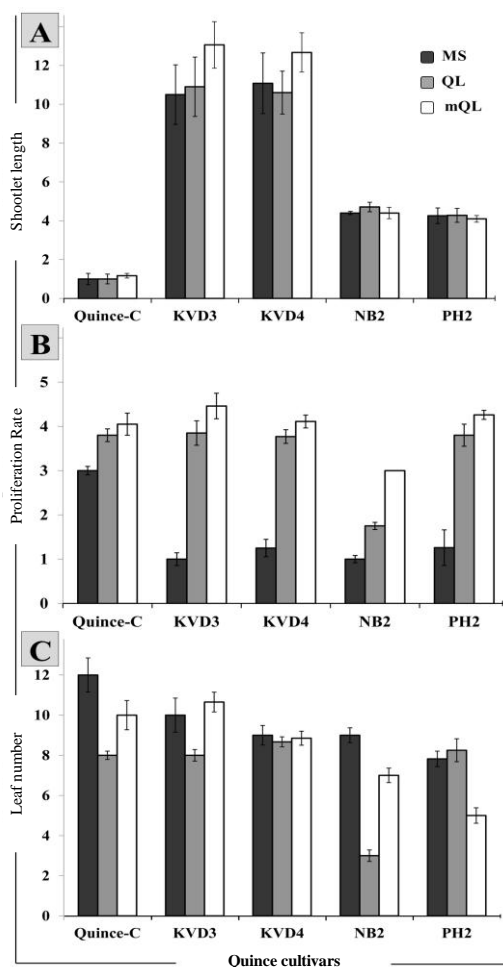 A
Shootlet length
12
10
8
6
4
2
0
MS
QL
mQL
Quince-C KVD3 KVD4 NB2 PH2
B
Proliferation Rate
5
4
3
2
1
0
Quince-C KVD3 KVD4 NB2 PH2
C
Leaf number
12
10
8
6
4
2
0
Quince-C KVD3 KVD4 NB2 PH2
Quince cultivars